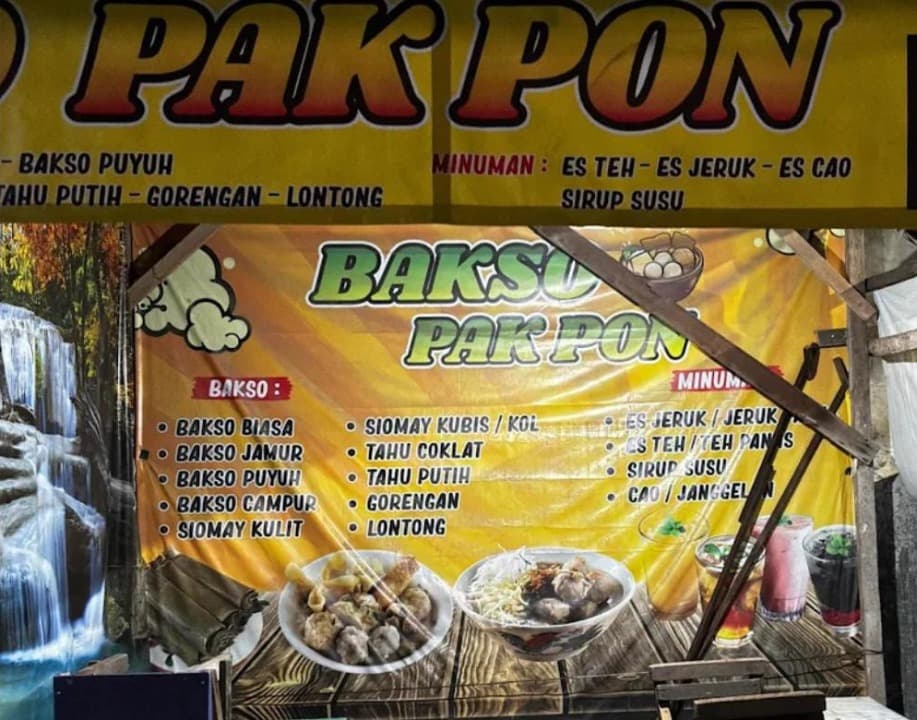 PAK PON
- BAKSO PUYUH
TAHU PUTIH - GORENGAN - LONTONG
MINUMAN : ES TEH - ES JERUK - ES CAO
SIRUP SUSU
BAKSO
PAK PON
BAKSO :
• BAKSO BIASA
• BAKSO JAMUR
• BAKSO PUYUH
• BAKSO CAMPUR
• SIOMAY KULIT
• SIOMAY KUBIS / KOL
• TAHU COKLAT
• TAHU PUTIH
• GORENGAN
• LONTONG
MINUM
• ES JERUK / JERUK
• ES TEH / TEH PANAS
• SIRUP SUSU
• CAO / JANGGELAN